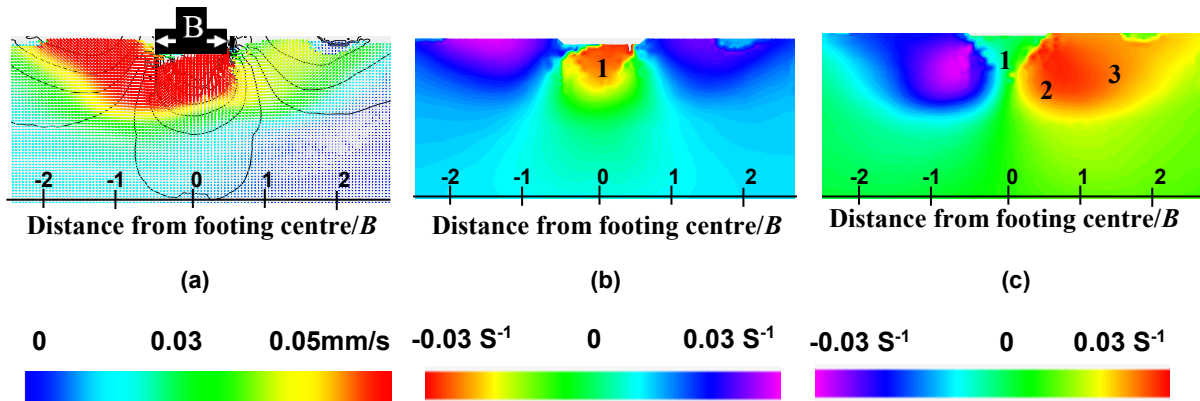 B
1
1
2
3
-2 -1 0 1 2
-2 -1 0 1 2
-2 -1 0 1 2
Distance from footing centre/B
Distance from footing centre/B
Distance from footing centre/B
(a)
(b)
(c)
0 0.03 0.05mm/s
-0.03 S⁻¹ 0 0.03 S⁻¹
-0.03 S⁻¹ 0 0.03 S⁻¹